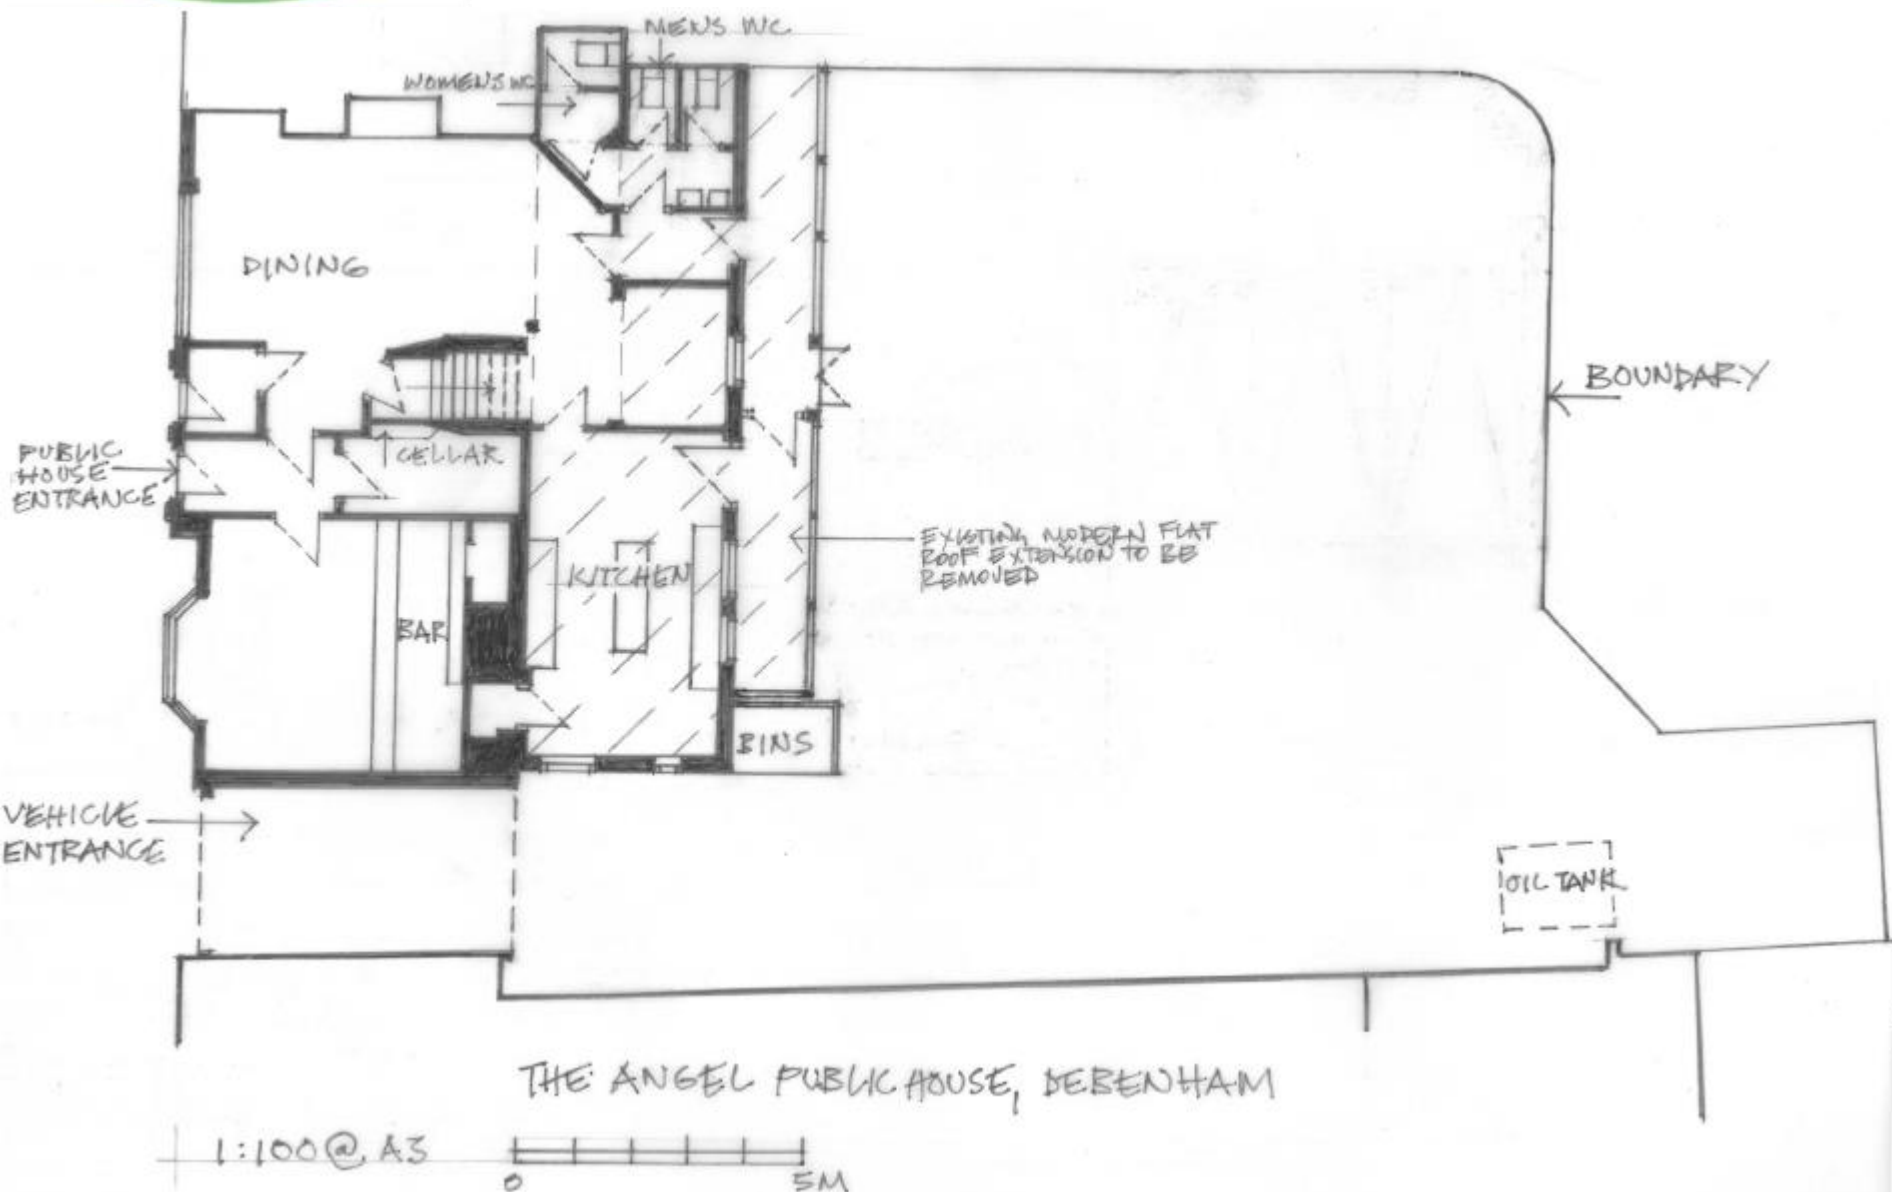 MENS WC
WOMENS WC
DINING
BOUNDARY
PUBLIC
HOUSE
ENTRANCE
CELLAR
EXISTING MODERN FLAT
ROOF EXTENSION TO BE
REMOVED
KITCHEN
BAR
BINS
VEHICLE
ENTRANCE
OIL TANK
THE ANGEL PUBLIC HOUSE, DEBENHAM
1:100 @ A3
0
5M